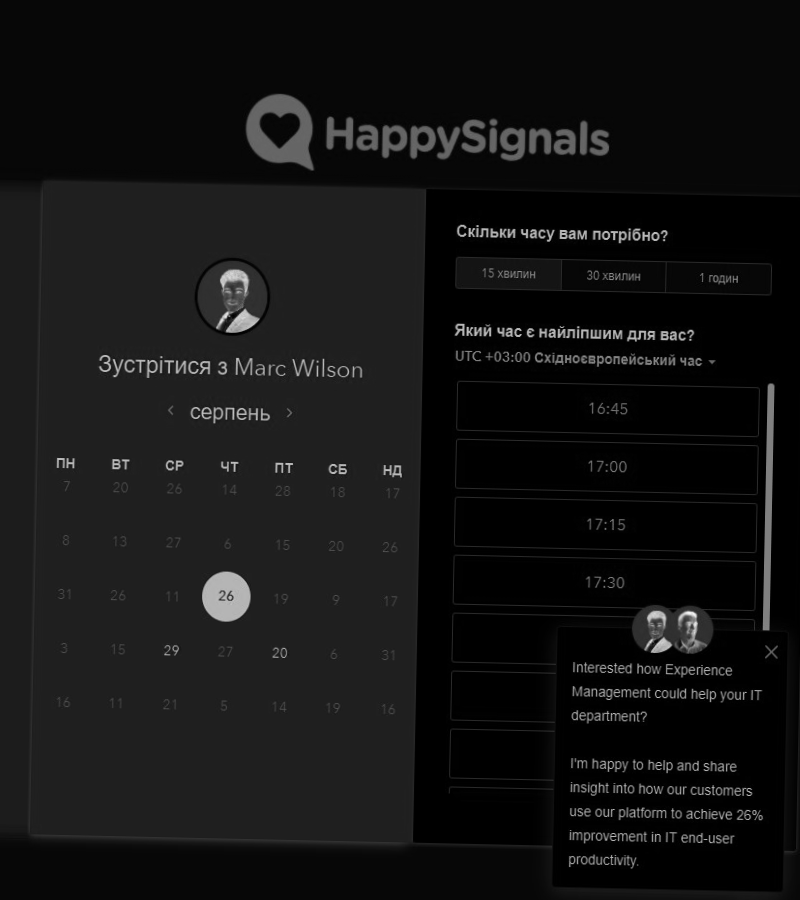 HappySignals
Зустрітися з Marc Wilson
серпень
ПН ВТ СР ЧТ ПТ СБ НД
7 20 26 14 28 18 17
8 13 27 6 15 20 26
31 26 11 26 19 9 17
3 15 29 27 20 6 31
16 11 21 5 14 19 16
Скільки часу вам потрібно?
15 хвилин 30 хвилин 1 годин
Який час є найліпшим для вас?
UTC +03:00 Східноєвропейський час
16:45
17:00
17:15
17:30
Interested how Experience
Management could help your IT
department?
I'm happy to help and share
insight into how our customers
use our platform to achieve 26%
improvement in IT end-user
productivity.